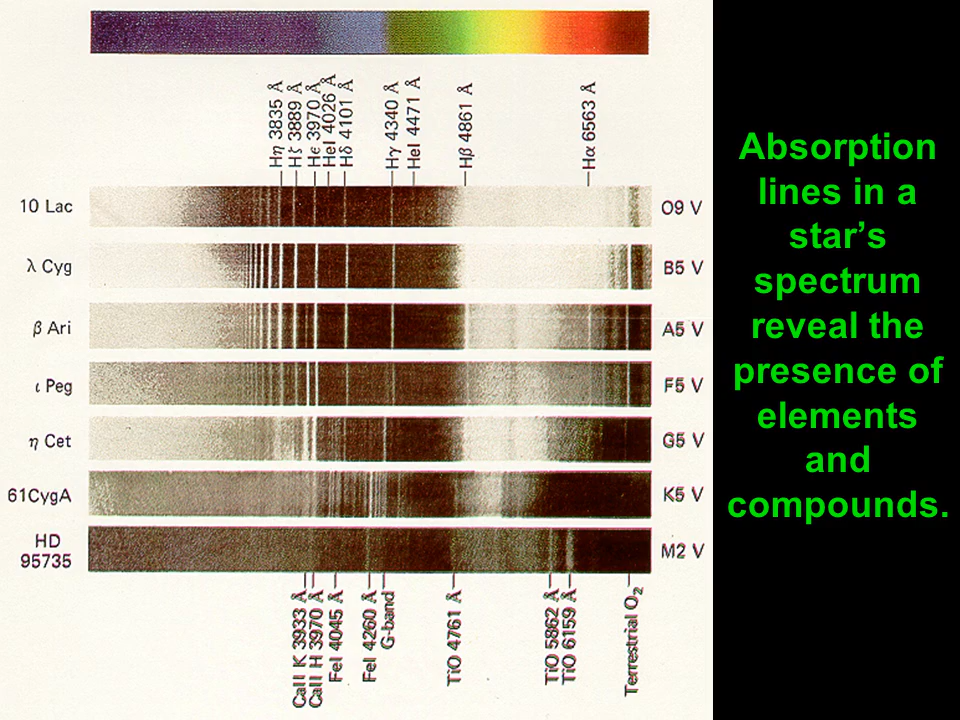 Hη 3835 Å
Hζ 3889 Å
Hϵ 3970 Å
HeI 4026 Å
Hδ 4101 Å
Hγ 4340 Å
HeI 4471 Å
Hβ 4861 Å
Hα 6563 Å
10 Lac
O9 V
λ Cyg
B5 V
β Ari
A5 V
ι Peg
F5 V
η Cet
G5 V
61CygA
K5 V
HD
95735
M2 V
CaII K 3933 Å
CaII H 3970 Å
FeI 4045 Å
FeI 4260 Å
G-band
TiO 4761 Å
TiO 5862 Å
TiO 6159 Å
Terrestrial O₂
Absorption
lines in a
star’s
spectrum
reveal the
presence of
elements
and
compounds.